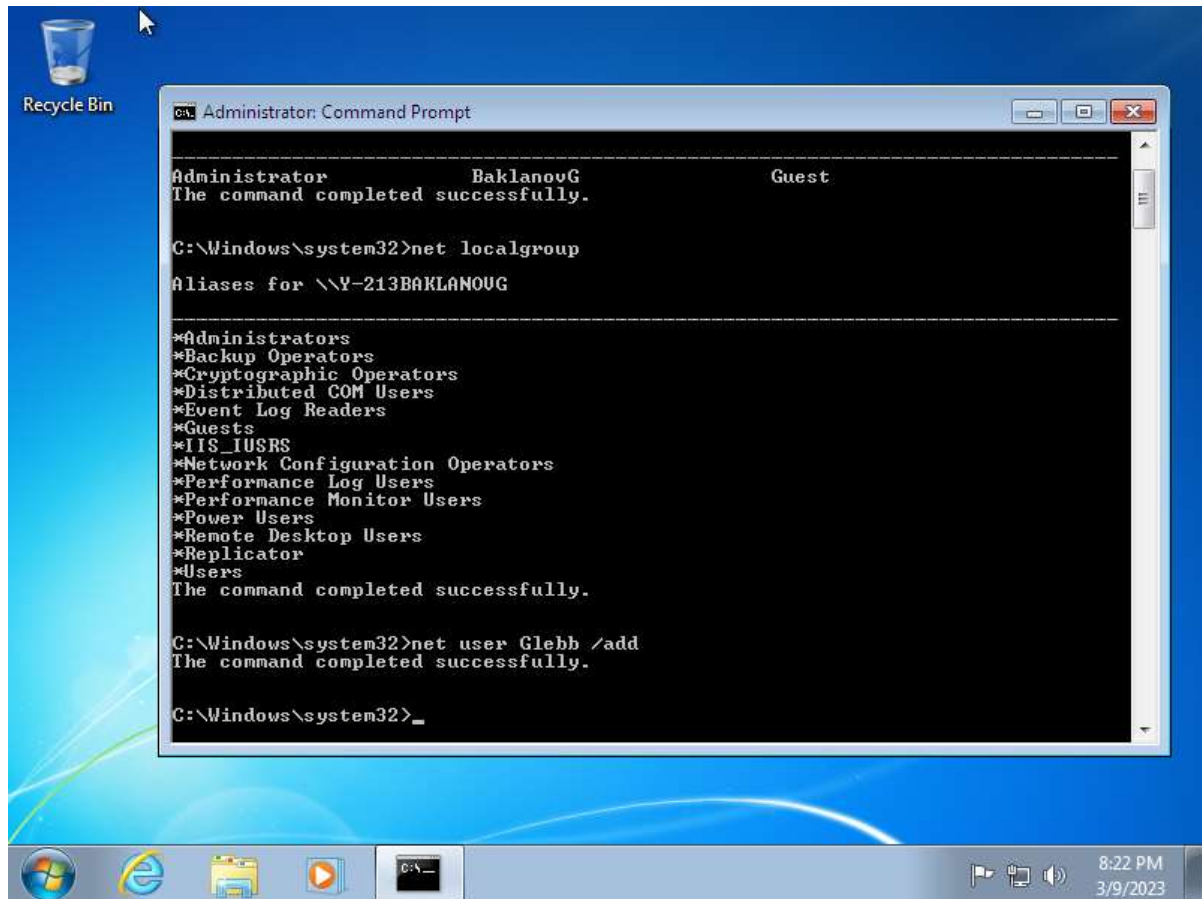 Recycle Bin
Administrator: Command Prompt
Administrator BaklanovG Guest
The command completed successfully.
C:\Windows\system32>net localgroup
Aliases for \\Y-213BAKLANOVG
*Administrators
*Backup Operators
*Cryptographic Operators
*Distributed COM Users
*Event Log Readers
*Guests
*IIS_IUSRS
*Network Configuration Operators
*Performance Log Users
*Performance Monitor Users
*Power Users
*Remote Desktop Users
*Replicator
*Users
The command completed successfully.
C:\Windows\system32>net user Glebb /add
The command completed successfully.
C:\Windows\system32>_
8:22 PM
3/9/2023